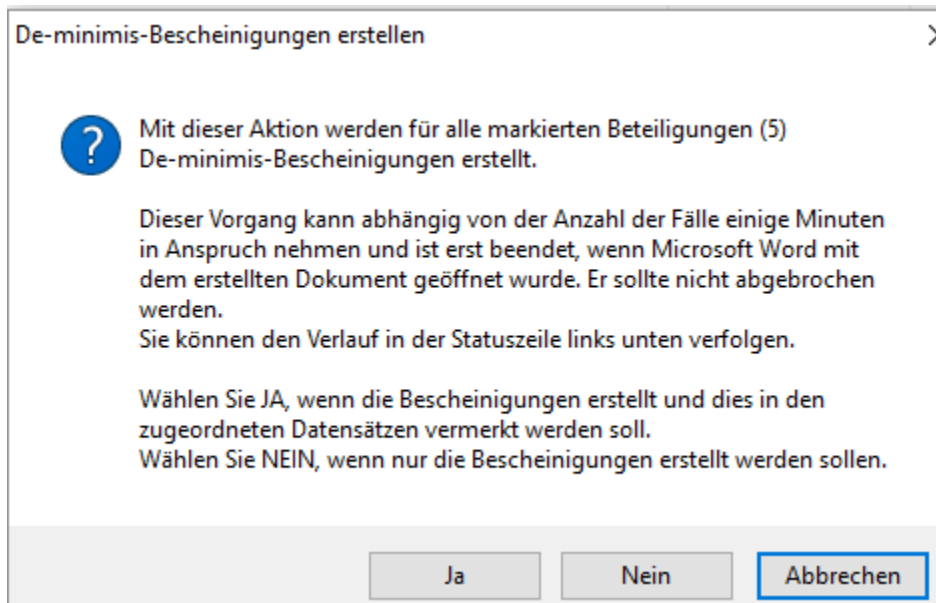 De-minimis-Bescheinigungen erstellen
Mit dieser Aktion werden für alle markierten Beteiligungen (5)
De-minimis-Bescheinigungen erstellt.
Dieser Vorgang kann abhängig von der Anzahl der Fälle einige Minuten
in Anspruch nehmen und ist erst beendet, wenn Microsoft Word mit
dem erstellten Dokument geöffnet wurde. Er sollte nicht abgebrochen
werden.
Sie können den Verlauf in der Statuszeile links unten verfolgen.
Wählen Sie JA, wenn die Bescheinigungen erstellt und dies in den
zugeordneten Datensätzen vermerkt werden soll.
Wählen Sie NEIN, wenn nur die Bescheinigungen erstellt werden sollen.
Ja
Nein
Abbrechen